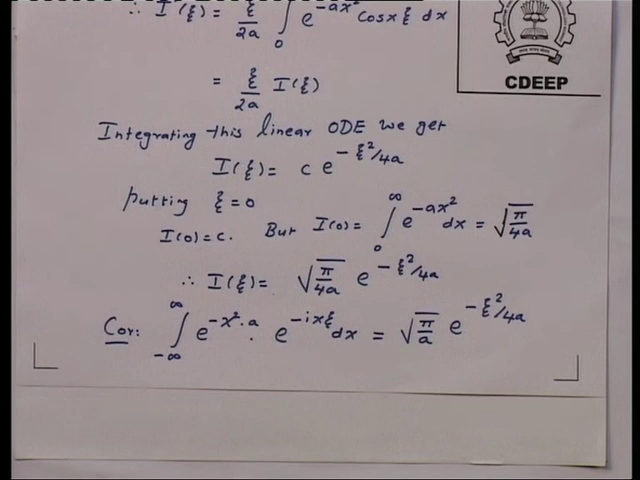 ∴ I'(ξ) = ξ/2a ∫₀ e^{-ax²} cos xξ dx
CDEEP
= ξ/2a I(ξ)
Integrating this linear ODE we get
I(ξ) = c e^{-ξ²/4a}
putting ξ = 0
I(0) = c. But I(0) = ∫₀^∞ e^{-ax²} dx = √(π/4a)
∴ I(ξ) = √(π/4a) e^{-ξ²/4a}
Cor: ∫_{-∞}^{∞} e^{-x²·a} · e^{-ixξ} dx = √(π/a) e^{-ξ²/4a}